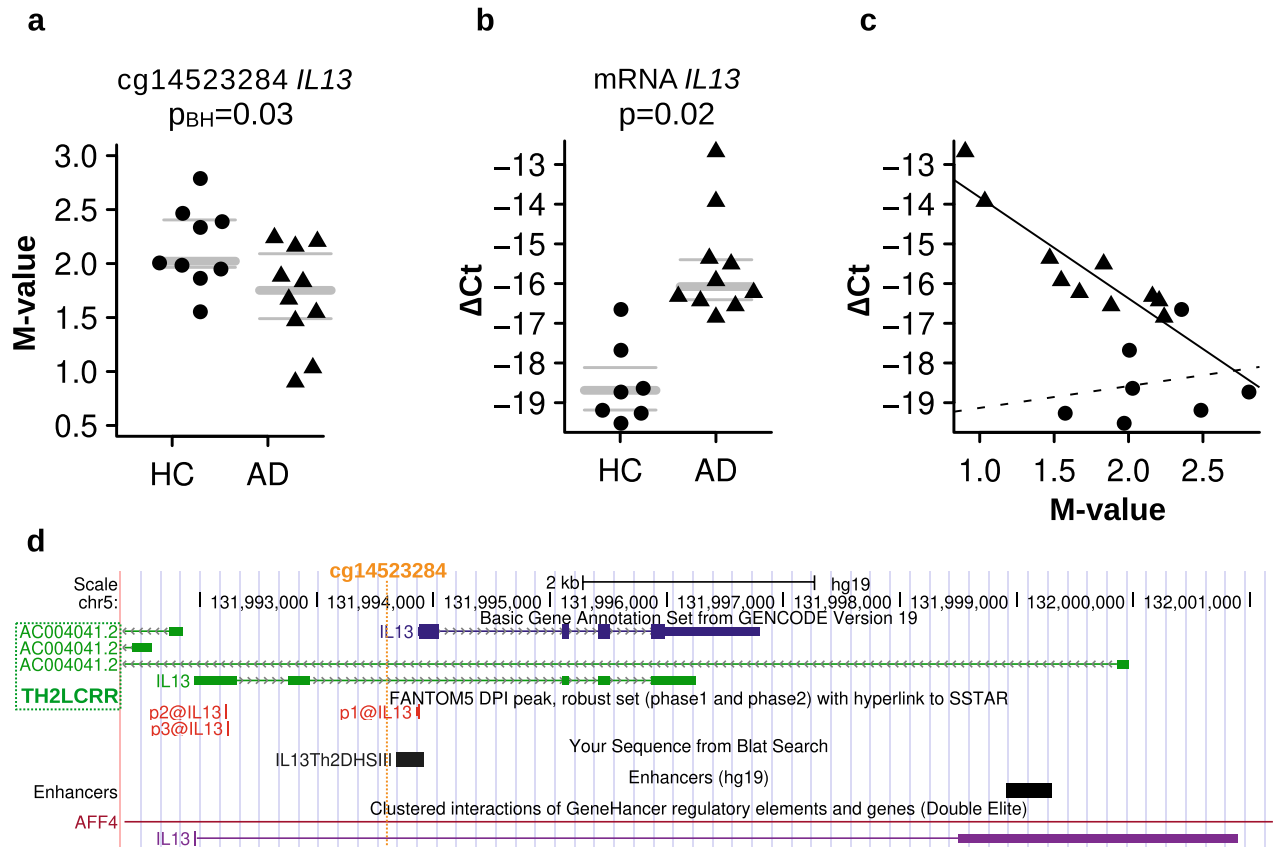 a
cg14523284 IL13
pBH=0.03
M-value
3.0
2.5
2.0
1.5
1.0
0.5
HC AD
b
mRNA IL13
p=0.02
ΔCt
−13
−14
−15
−16
−17
−18
−19
HC AD
c
ΔCt
−13
−14
−15
−16
−17
−18
−19
1.0 1.5 2.0 2.5
M-value
d
cg14523284
Scale 2 kb hg19
chr5: 131,993,000 131,994,000 131,995,000 131,996,000 131,997,000 131,998,000 131,999,000 132,000,000 132,001,000
Basic Gene Annotation Set from GENCODE Version 19
AC004041.2 IL13
AC004041.2
AC004041.2
IL13
TH2LCRR
FANTOM5 DPI peak, robust set (phase1 and phase2) with hyperlink to SSTAR
p2@IL13 p1@IL13
p3@IL13
Your Sequence from Blat Search
IL13Th2DHSIII
Enhancers (hg19)
Enhancers
Clustered interactions of GeneHancer regulatory elements and genes (Double Elite)
AFF4
IL13